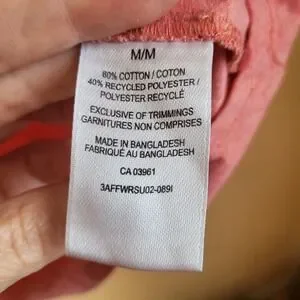 M/M
60% COTTON / COTON
40% RECYCLED POLYESTER /
POLYESTER RECYCLÉ
EXCLUSIVE OF TRIMMINGS
GARNITURES NON COMPRISES
MADE IN BANGLADESH
FABRIQUÉ AU BANGLADESH
CA 03961
3AFFWRSU02-089I